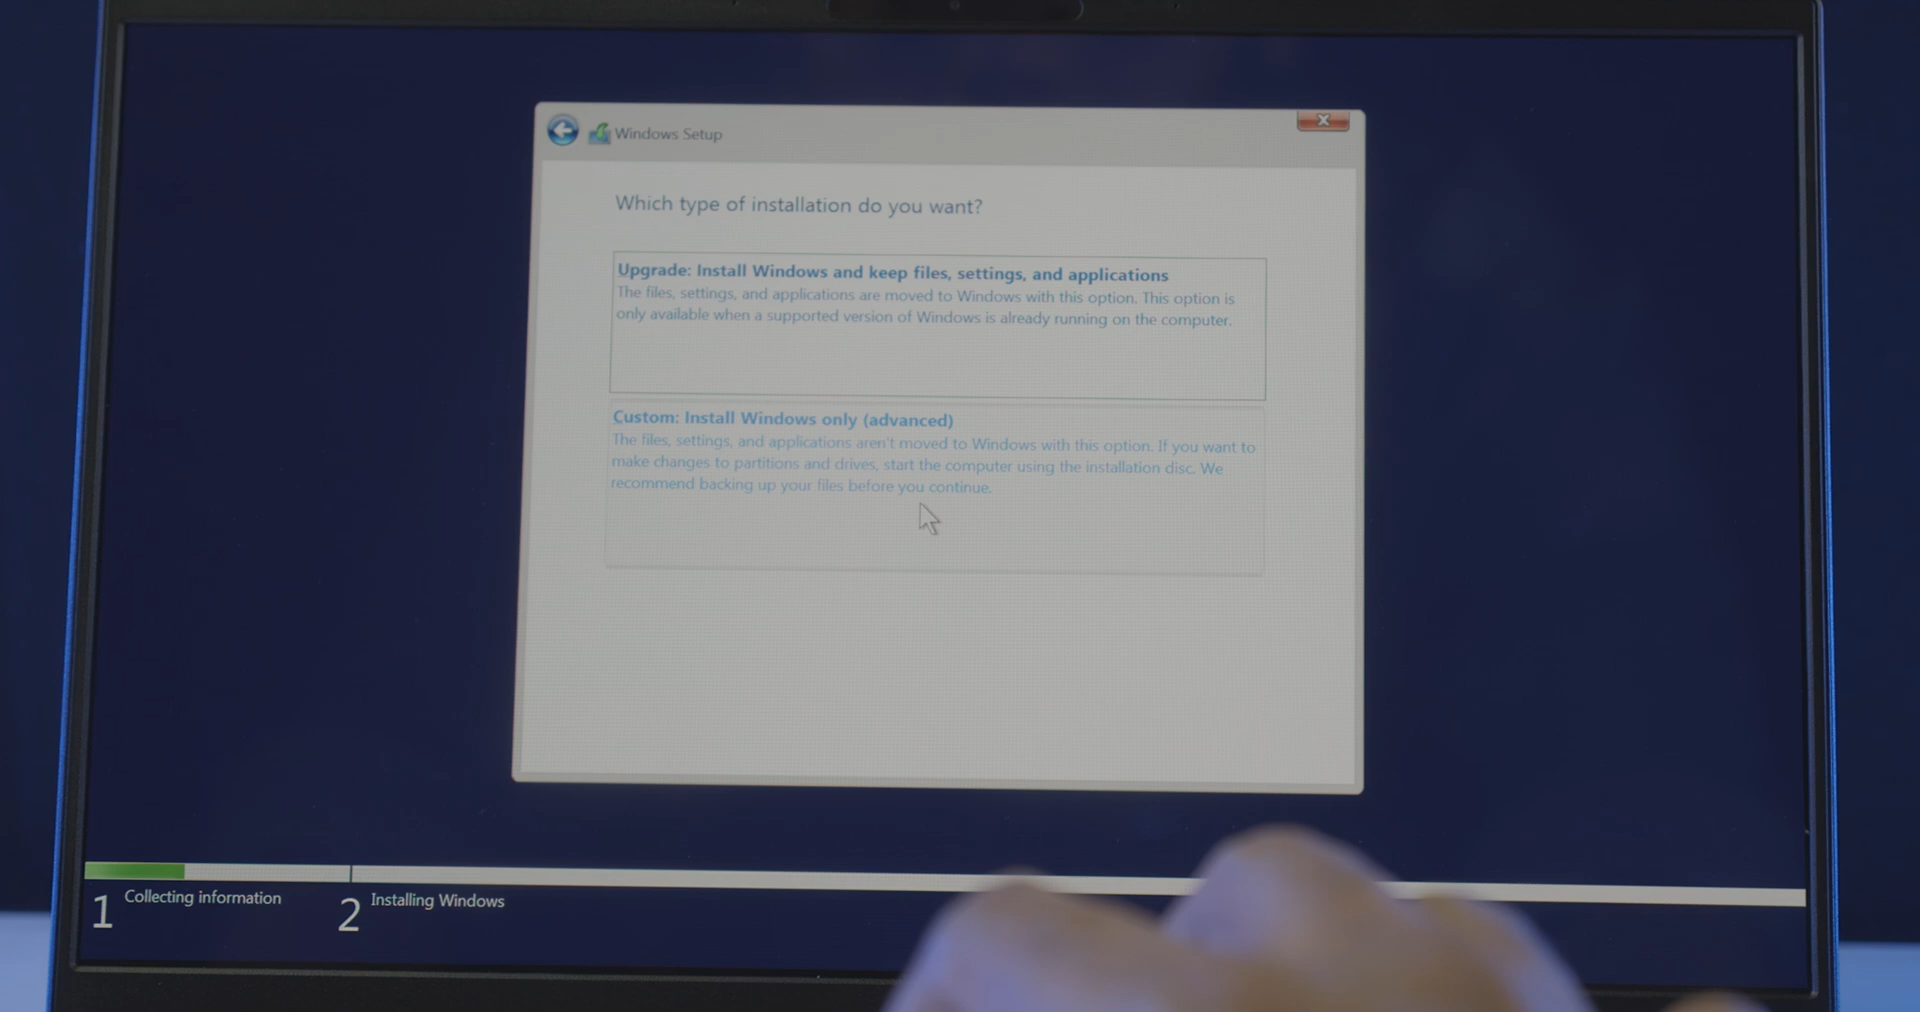 Windows Setup
x
Which type of installation do you want?
Upgrade: Install Windows and keep files, settings, and applications
The files, settings, and applications are moved to Windows with this option. This option is
only available when a supported version of Windows is already running on the computer.
Custom: Install Windows only (advanced)
The files, settings, and applications aren't moved to Windows with this option. If you want to
make changes to partitions and drives, start the computer using the installation disc. We
recommend backing up your files before you continue.
1 Collecting information
2 Installing Windows